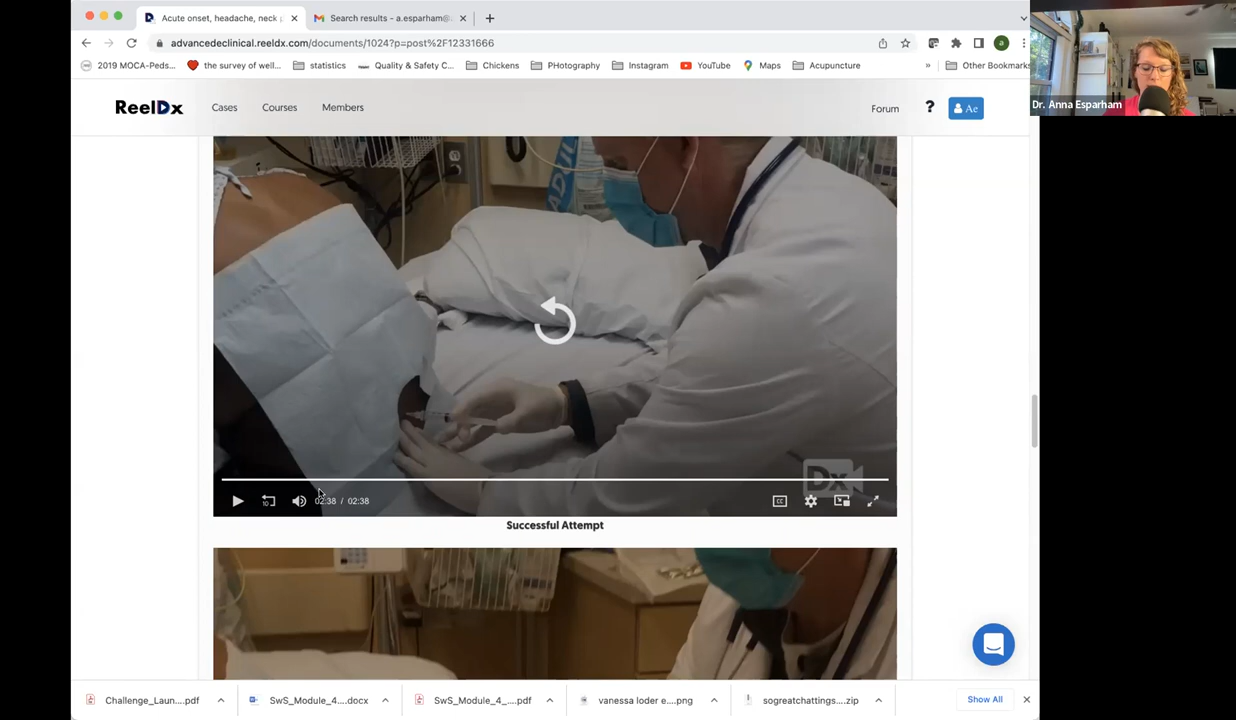 Acute onset, headache, neck p
Search results - a.esparham@
advancedeclinical.reeldx.com/documents/1024?p=post%2F12331666
a
2019 MOCA-Peds...
the survey of well...
statistics
Quality & Safety C...
Chickens
PHotography
Instagram
YouTube
Maps
Acupuncture
»
Other Bookmarks
Dr. Anna Esparham
ReelDx
Cases
Courses
Members
Forum
?
Ae
10
02:38 / 02:38
CC
Dx
Successful Attempt
Challenge_Laun....pdf
SwS_Module_4....docx
SwS_Module_4_....pdf
vanessa loder e....png
sogreatchattings....zip
Show All